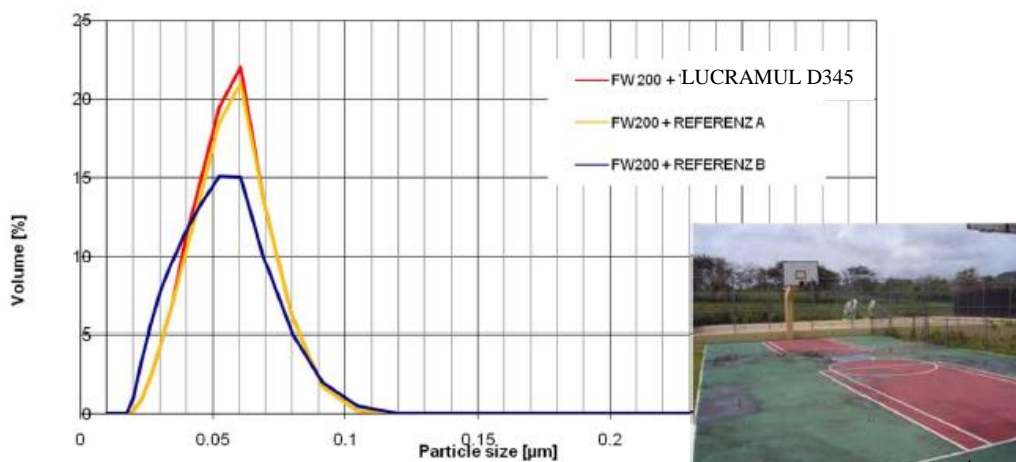 25
20
15
10
5
0
Volume [%]
0
0.05
0.1
0.15
0.2
Particle size [µm]
FW 200 + LUCRAMUL D345
FW200 + REFERENZ A
FW200 + REFERENZ B